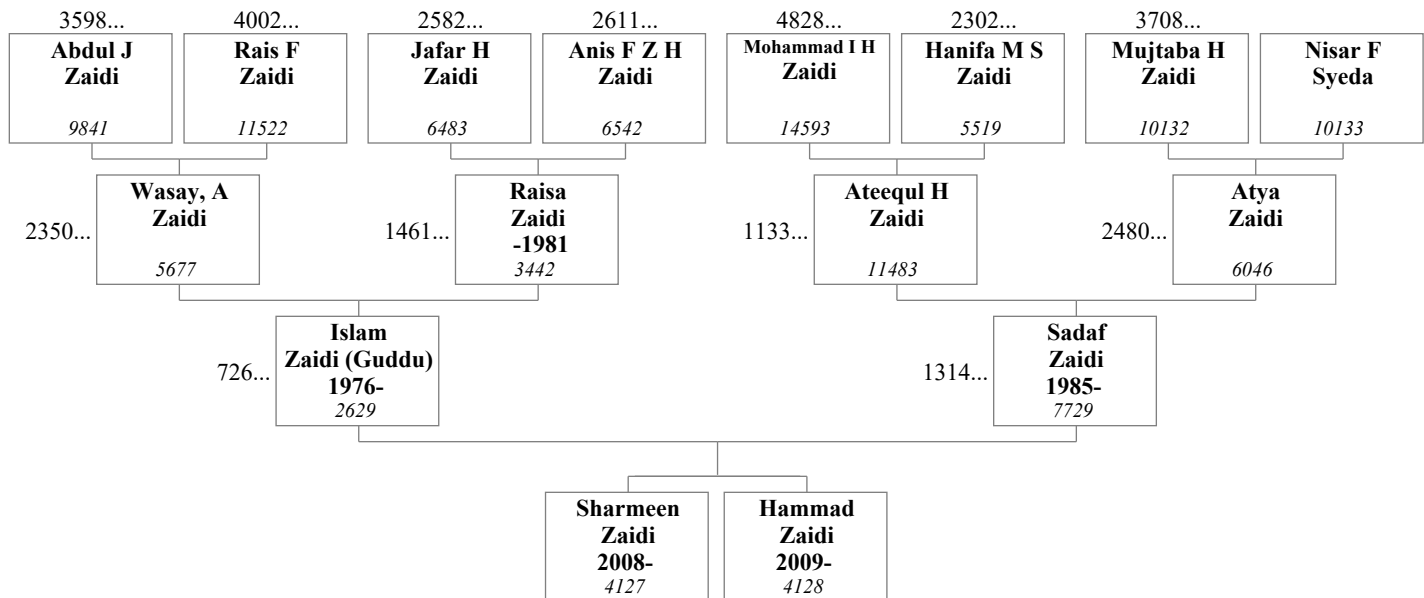 3598... 4002... 2582... 2611... 4828... 2302... 3708...
Abdul J
Zaidi
9841
Rais F
Zaidi
11522
Jafar H
Zaidi
6483
Anis F Z H
Zaidi
6542
Mohammad I H
Zaidi
14593
Hanifa M S
Zaidi
5519
Mujtaba H
Zaidi
10132
Nisar F
Syeda
10133
2350...
Wasay, A
Zaidi
5677
1461...
Raisa
Zaidi
-1981
3442
1133...
Ateequl H
Zaidi
11483
2480...
Atya
Zaidi
6046
726...
Islam
Zaidi (Guddu)
1976-
2629
1314...
Sadaf
Zaidi
1985-
7729
Sharmeen
Zaidi
2008-
4127
Hammad
Zaidi
2009-
4128